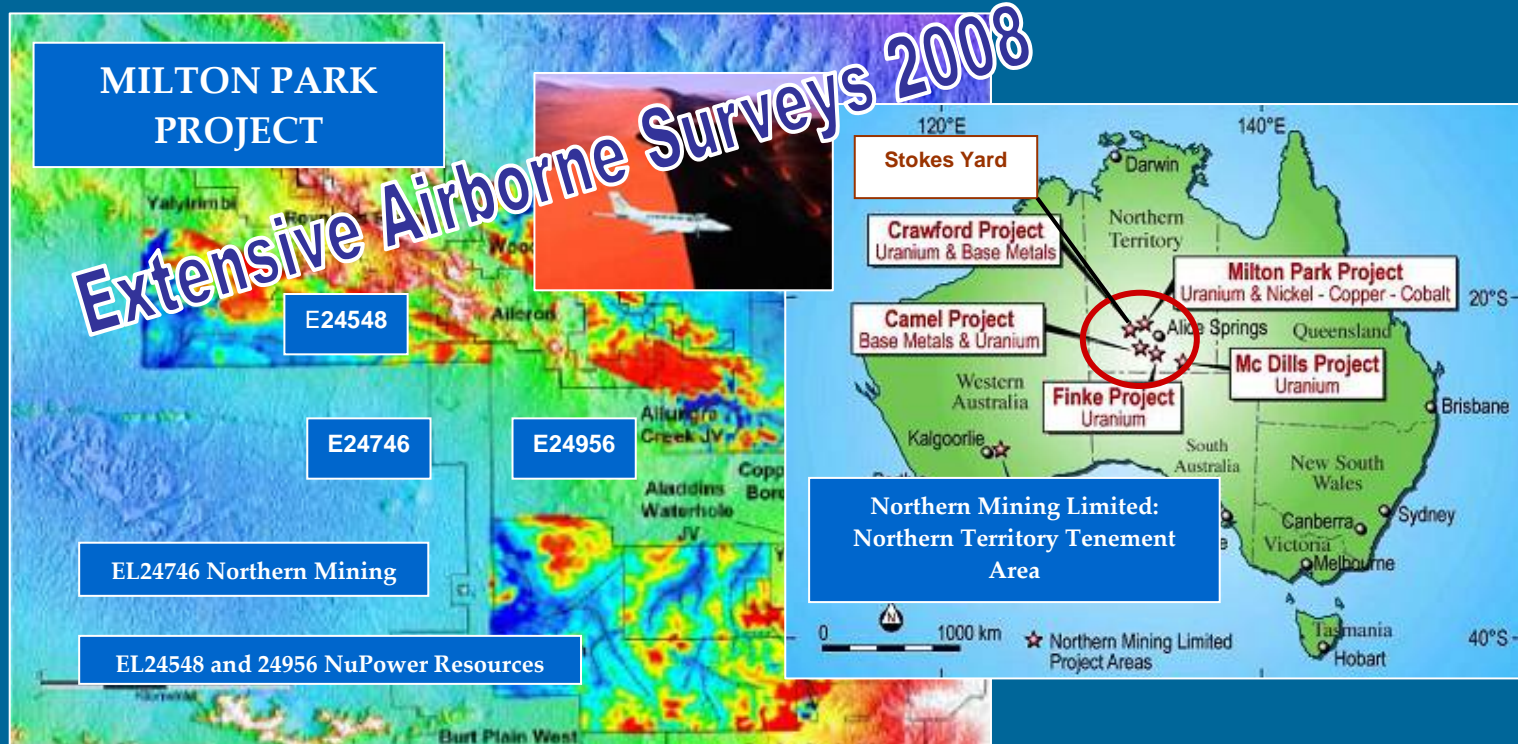 MILTON PARK
PROJECT
Extensive Airborne Surveys 2008
Yalyirimbi
Aileron
E24548
E24746
E24956
Allungra
Creek JV
Aladdins
Waterhole
JV
EL24746 Northern Mining
EL24548 and 24956 NuPower Resources
Burt Plain West
120°E
140°E
Stokes Yard
Darwin
Northern
Territory
Crawford Project
Uranium & Base Metals
Milton Park Project
Uranium & Nickel - Copper - Cobalt
20°S
Camel Project
Base Metals & Uranium
Alice Springs
Queensland
Western
Australia
Finke Project
Uranium
Mc Dills Project
Uranium
Brisbane
Kalgoorlie
South
Australia
New South
Wales
Northern Mining Limited:
Northern Territory Tenement
Area
Canberra
Sydney
Victoria
Melbourne
N
0
1000 km
Northern Mining Limited
Project Areas
Tasmania
40°S
Hobart